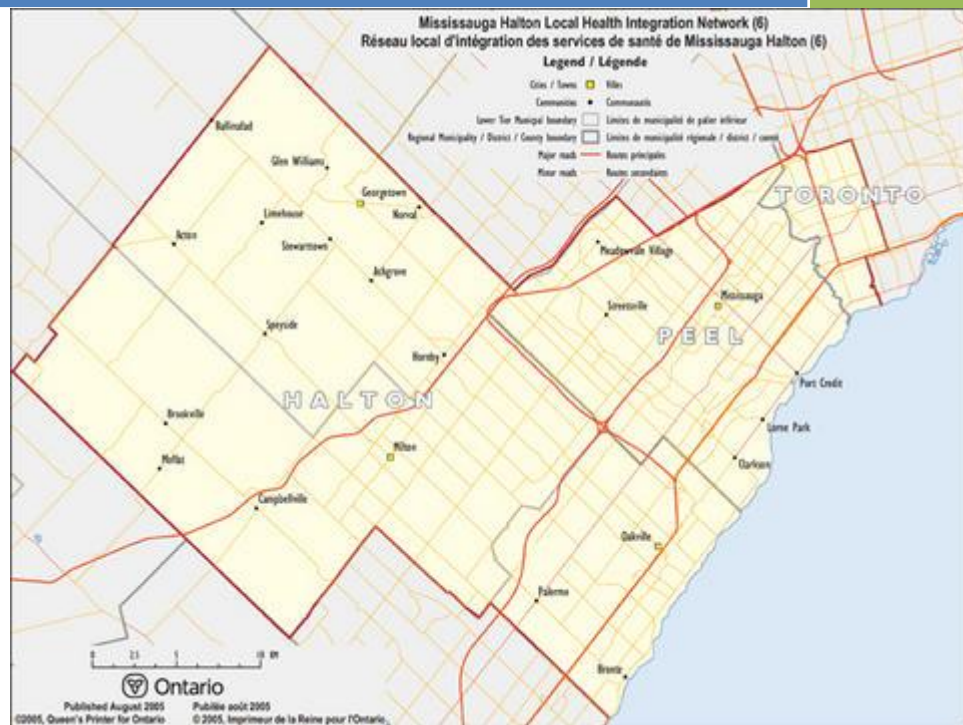 Mississauga Halton Local Health Integration Network (6)
Réseau local d'intégration des services de santé de Mississauga Halton (6)
Legend / Légende
Cities / Towns Villes
Communities Communautés
Lower Tier Municipal boundary Limites de municipalité de palier inférieur
Regional Municipality / District / County boundary Limites de municipalité régionale / district / comté
Major roads Routes principales
Minor roads Routes secondaires
Ballinafad
Glen Williams
Georgetown
Norval
Limehouse
Acton
Stewarttown
Ashgrove
Speyside
Hornby
HALTON
Brookville
Milton
Moffat
Campbellville
TORONTO
Meadowvale Village
Streetsville
Mississauga
PEEL
Port Credit
Lorne Park
Clarkson
Oakville
Palermo
Bronte
0 2.5 5 10 KM
Ontario
Published August 2005 Publiée août 2005
©2005, Queen's Printer for Ontario © 2005, Imprimeur de la Reine pour l'Ontario